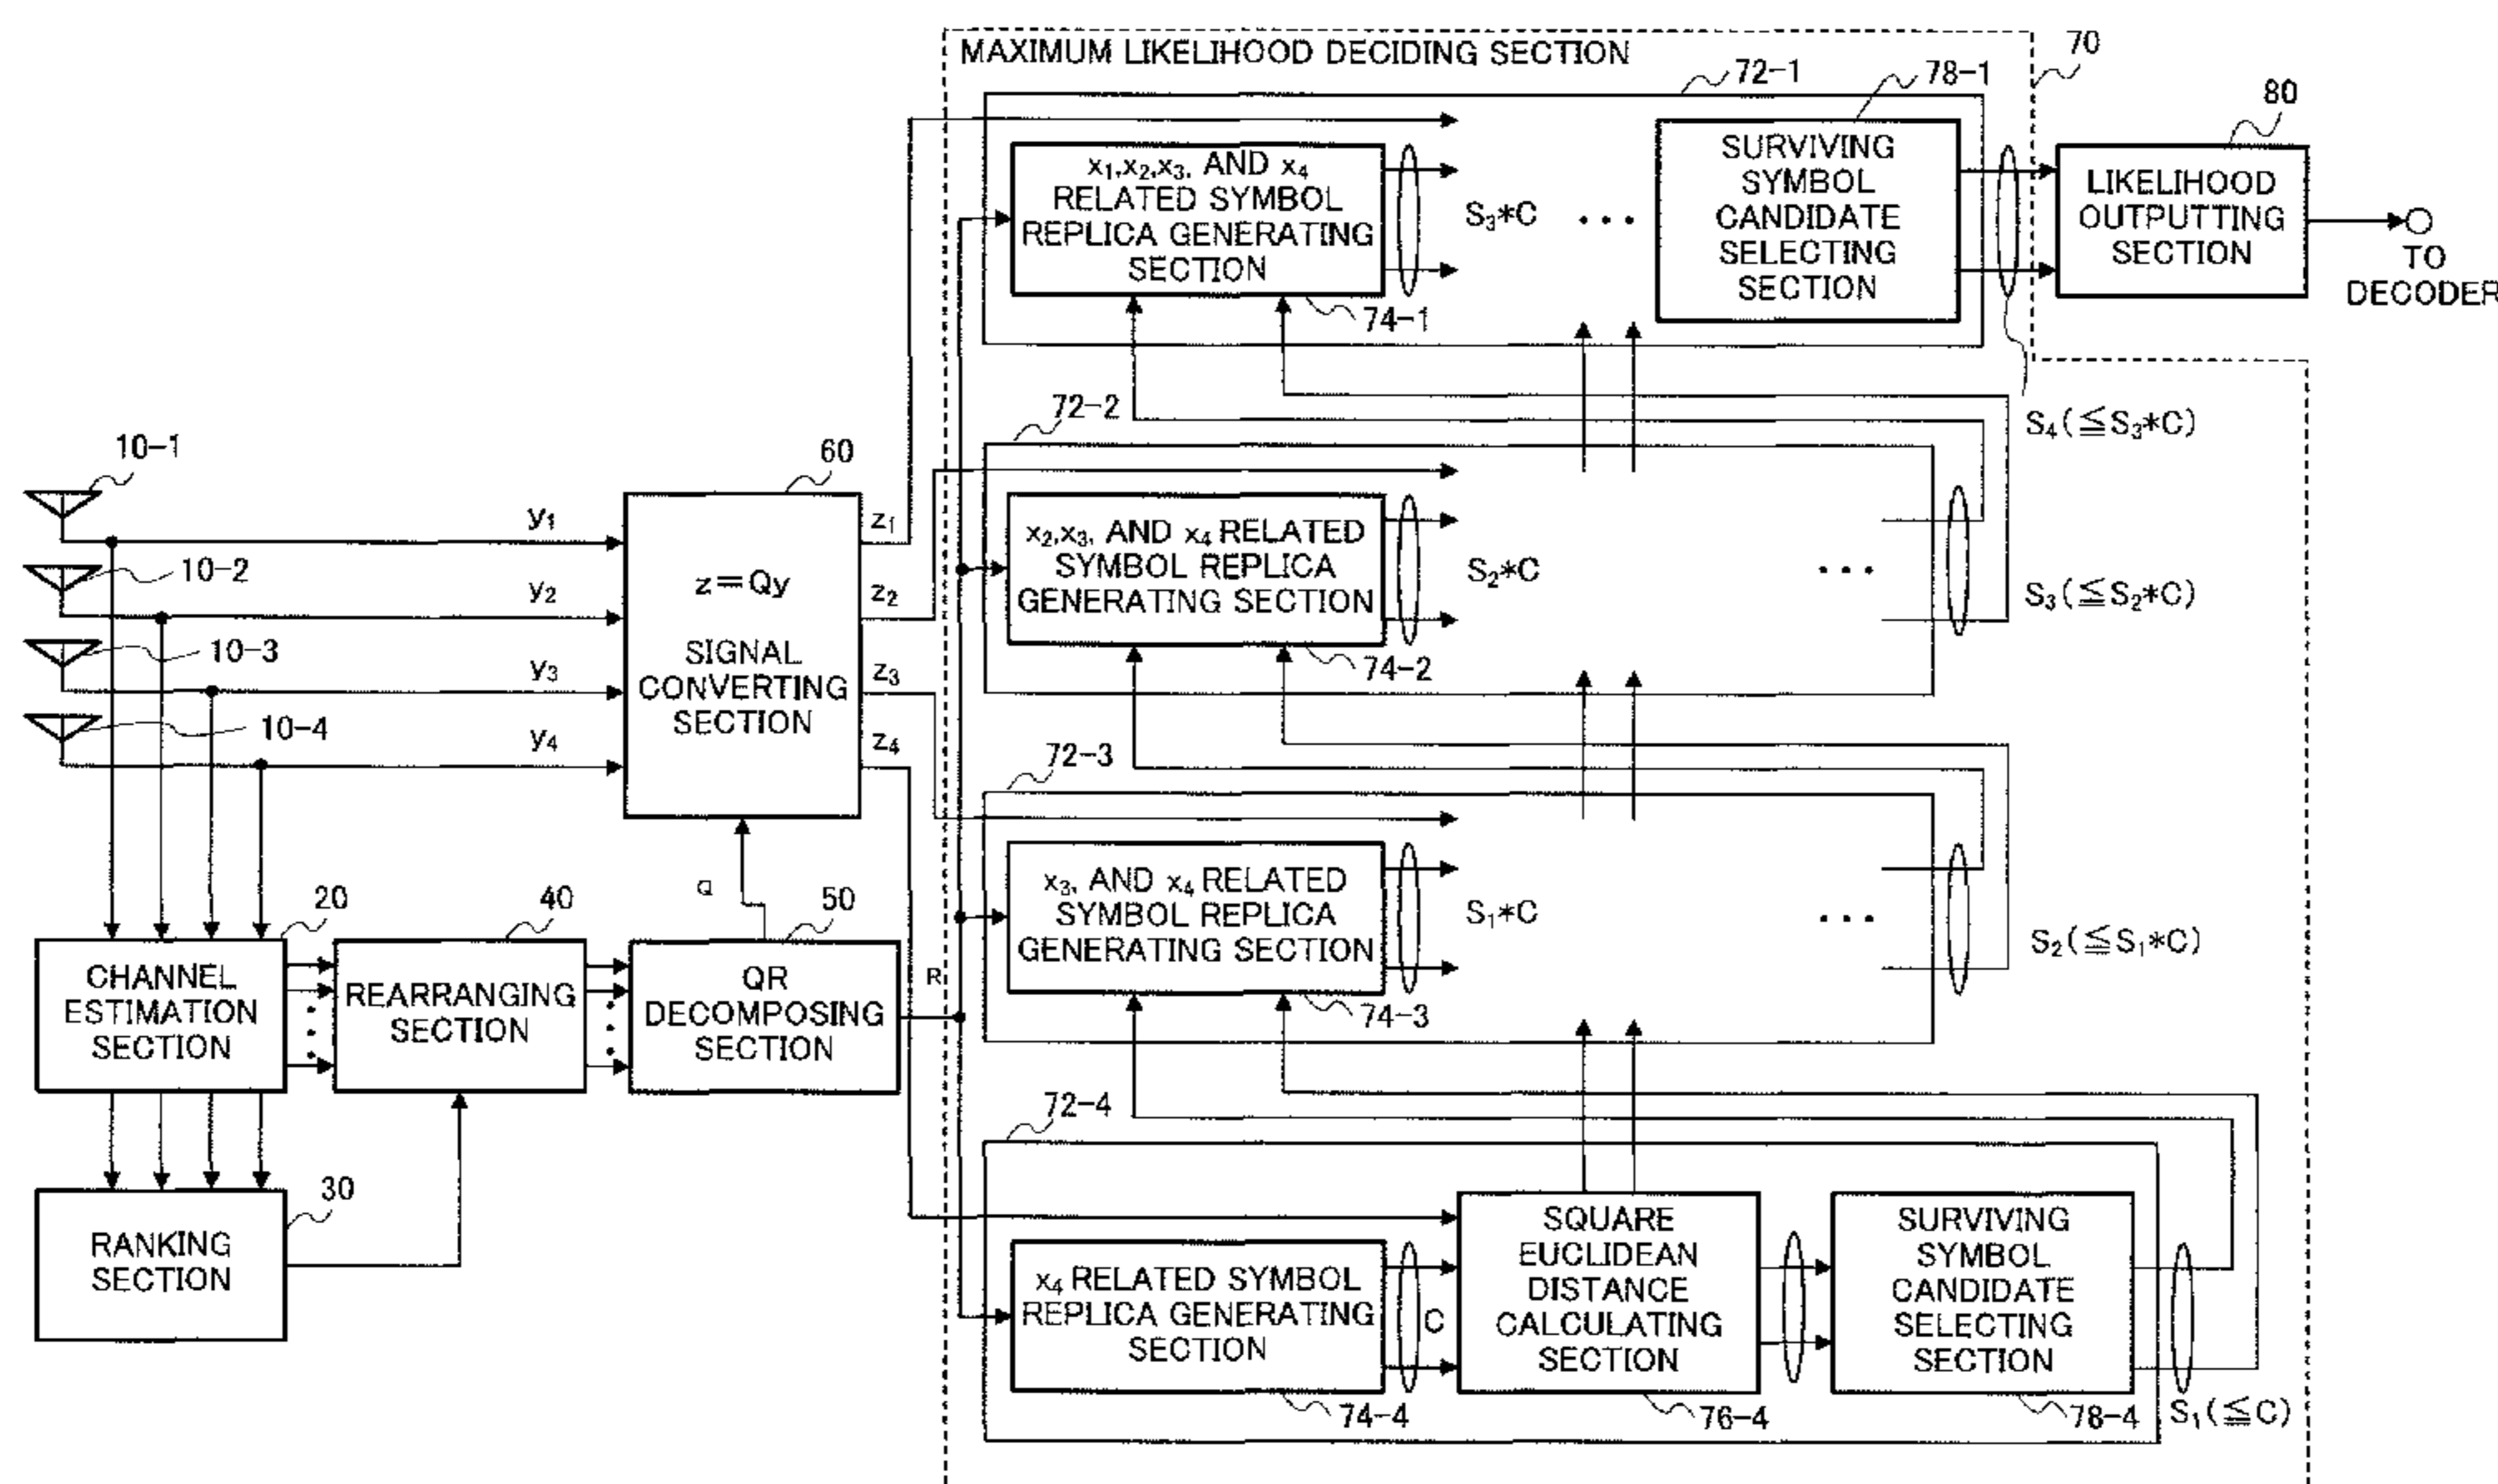 MAXIMUM LIKELIHOOD DECIDING SECTION
70
72-1
78-1
80
x₁,x₂,x₃, AND x₄
RELATED SYMBOL
REPLICA GENERATING
SECTION
74-1
S₃*C
...
SURVIVING
SYMBOL
CANDIDATE
SELECTING
SECTION
LIKELIHOOD
OUTPUTTING
SECTION
TO
DECODER
S₄(≦S₃*C)
72-2
x₂,x₃, AND x₄ RELATED
SYMBOL REPLICA
GENERATING SECTION
74-2
S₂*C
...
S₃(≦S₂*C)
10-1
10-2
10-3
10-4
y₁
y₂
y₃
y₄
60
z=Qy
SIGNAL
CONVERTING
SECTION
z₁
z₂
z₃
z₄
72-3
x₃, AND x₄ RELATED
SYMBOL REPLICA
GENERATING SECTION
74-3
S₁*C
...
S₂(≦S₁*C)
20
CHANNEL
ESTIMATION
SECTION
40
REARRANGING
SECTION
Q
50
QR
DECOMPOSING
SECTION
R
30
RANKING
SECTION
72-4
x₄ RELATED SYMBOL
REPLICA GENERATING
SECTION
74-4
C
SQUARE
EUCLIDEAN
DISTANCE
CALCULATING
SECTION
76-4
SURVIVING
SYMBOL
CANDIDATE
SELECTING
SECTION
78-4
S₁(≦C)